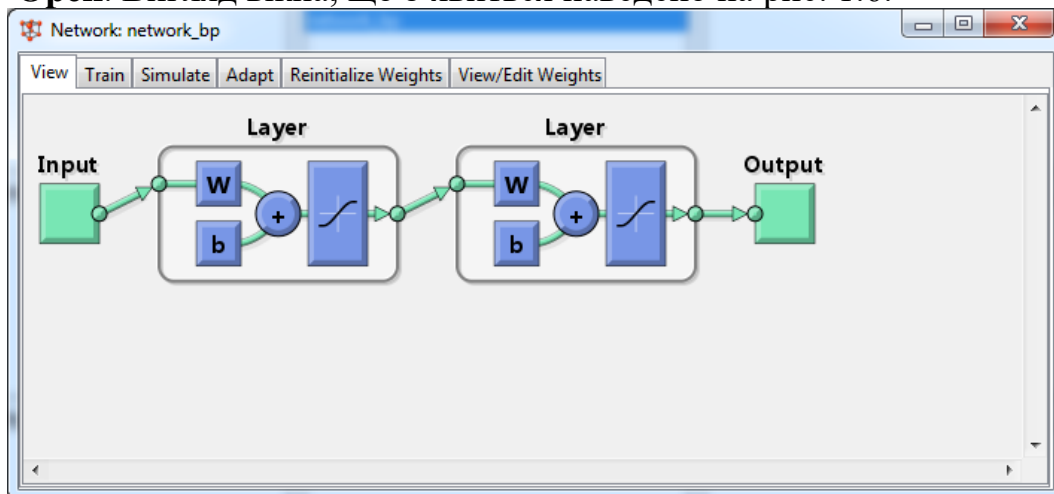 Network: network_bp
View Train Simulate Adapt Reinitialize Weights View/Edit Weights
Layer Layer
Input Output
W W
+ +
b b